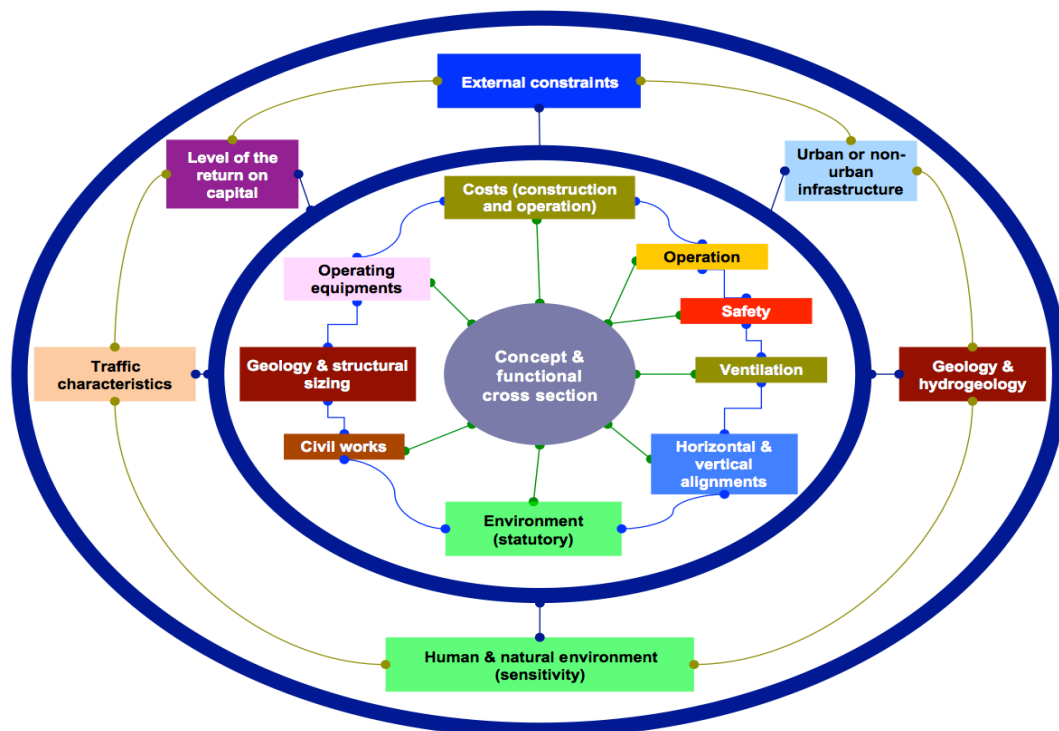 External constraints
Level of the
return on
capital
Urban or non-
urban
infrastructure
Costs (construction
and operation)
Operating
equipments
Operation
Safety
Concept &
functional
cross section
Traffic
characteristics
Geology & structural
sizing
Ventilation
Geology &
hydrogeology
Civil works
Horizontal &
vertical
alignments
Environment
(statutory)
Human & natural environment
(sensitivity)